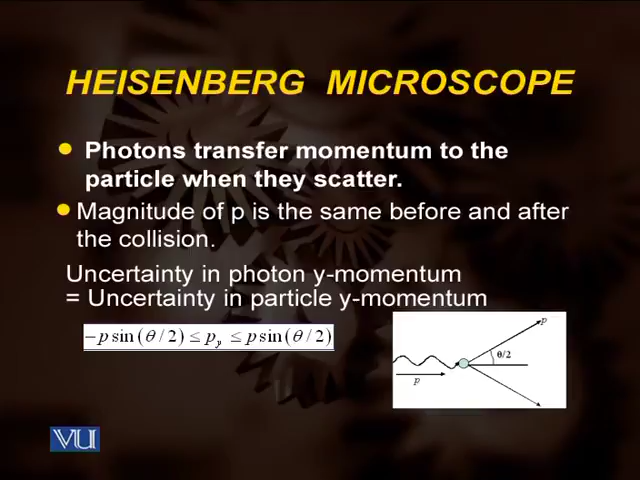 HEISENBERG MICROSCOPE
Photons transfer momentum to the
particle when they scatter.
Magnitude of p is the same before and after
the collision.
Uncertainty in photon y-momentum
= Uncertainty in particle y-momentum
−p sin(θ/2) ≤ p_y ≤ p sin(θ/2)
p
θ/2
p
VU